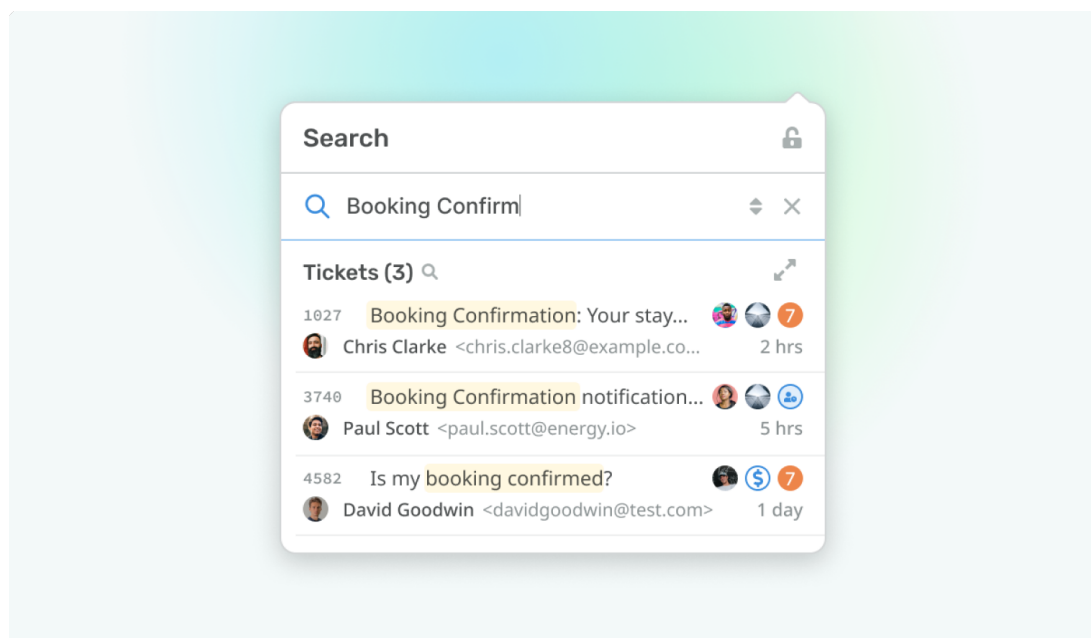 Search
Booking Confirm
Tickets (3)
1027 Booking Confirmation: Your stay... 7
Chris Clarke <chris.clarke8@example.co... 2 hrs
3740 Booking Confirmation notification...
Paul Scott <paul.scott@energy.io> 5 hrs
4582 Is my booking confirmed? $ 7
David Goodwin <davidgoodwin@test.com> 1 day